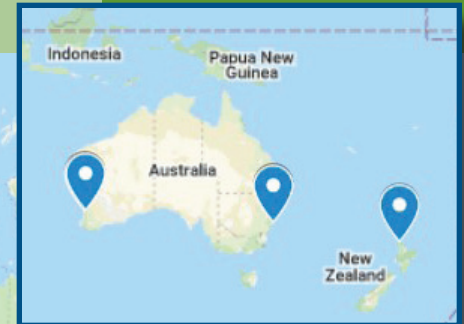 Indonesia
Papua New
Guinea
Australia
New
Zealand